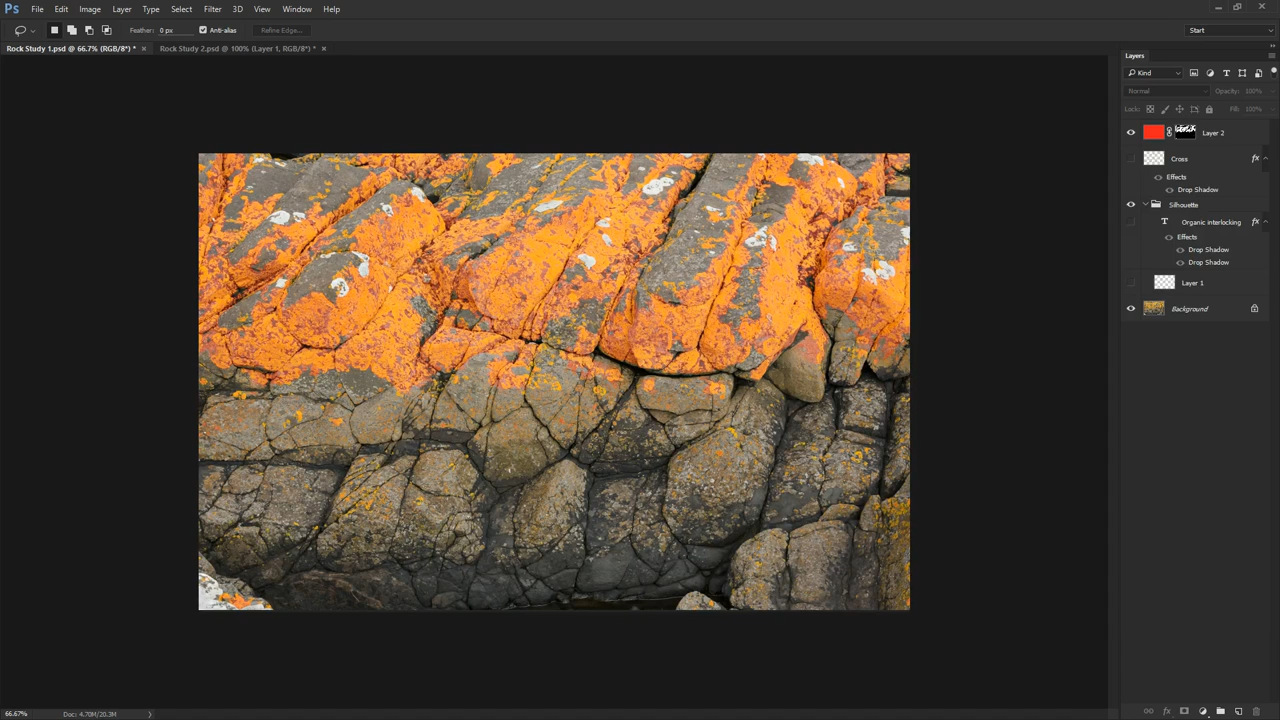 Ps File Edit Image Layer Type Select Filter 3D View Window Help
Feather: 0 px Anti-alias Refine Edge... Start
Rock Study 1.psd @ 66.7% (RGB/8*) * × Rock Study 2.psd @ 100% (Layer 1, RGB/8*) * ×
Layers
Kind T
Normal Opacity: 100%
Lock: Fill: 100%
Layer 2
Cross fx
Effects
Drop Shadow
Silhouette
T Organic interlocking fx
Effects
Drop Shadow
Drop Shadow
Layer 1
Background
66.67% Doc: 4.70M/20.3M
fx